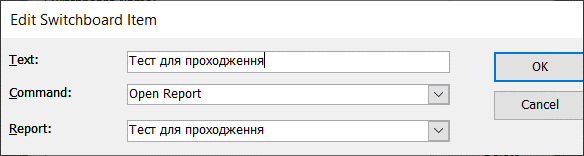 Edit Switchboard Item
Text: Тест для проходження
OK
Command: Open Report
Cancel
Report: Тест для проходження